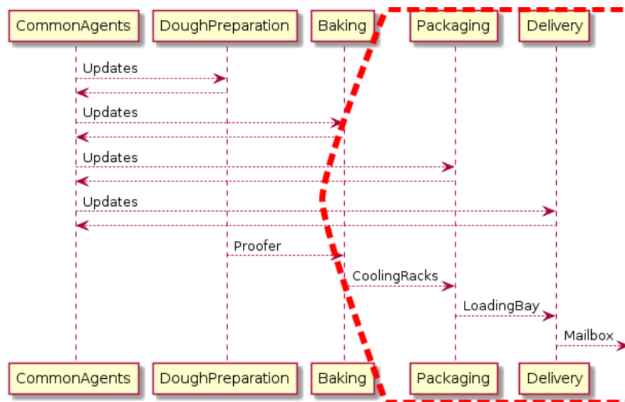 CommonAgents DoughPreparation Baking Packaging Delivery
Updates
Updates
Updates
Updates
Proofer
CoolingRacks
LoadingBay
Mailbox
CommonAgents DoughPreparation Baking Packaging Delivery